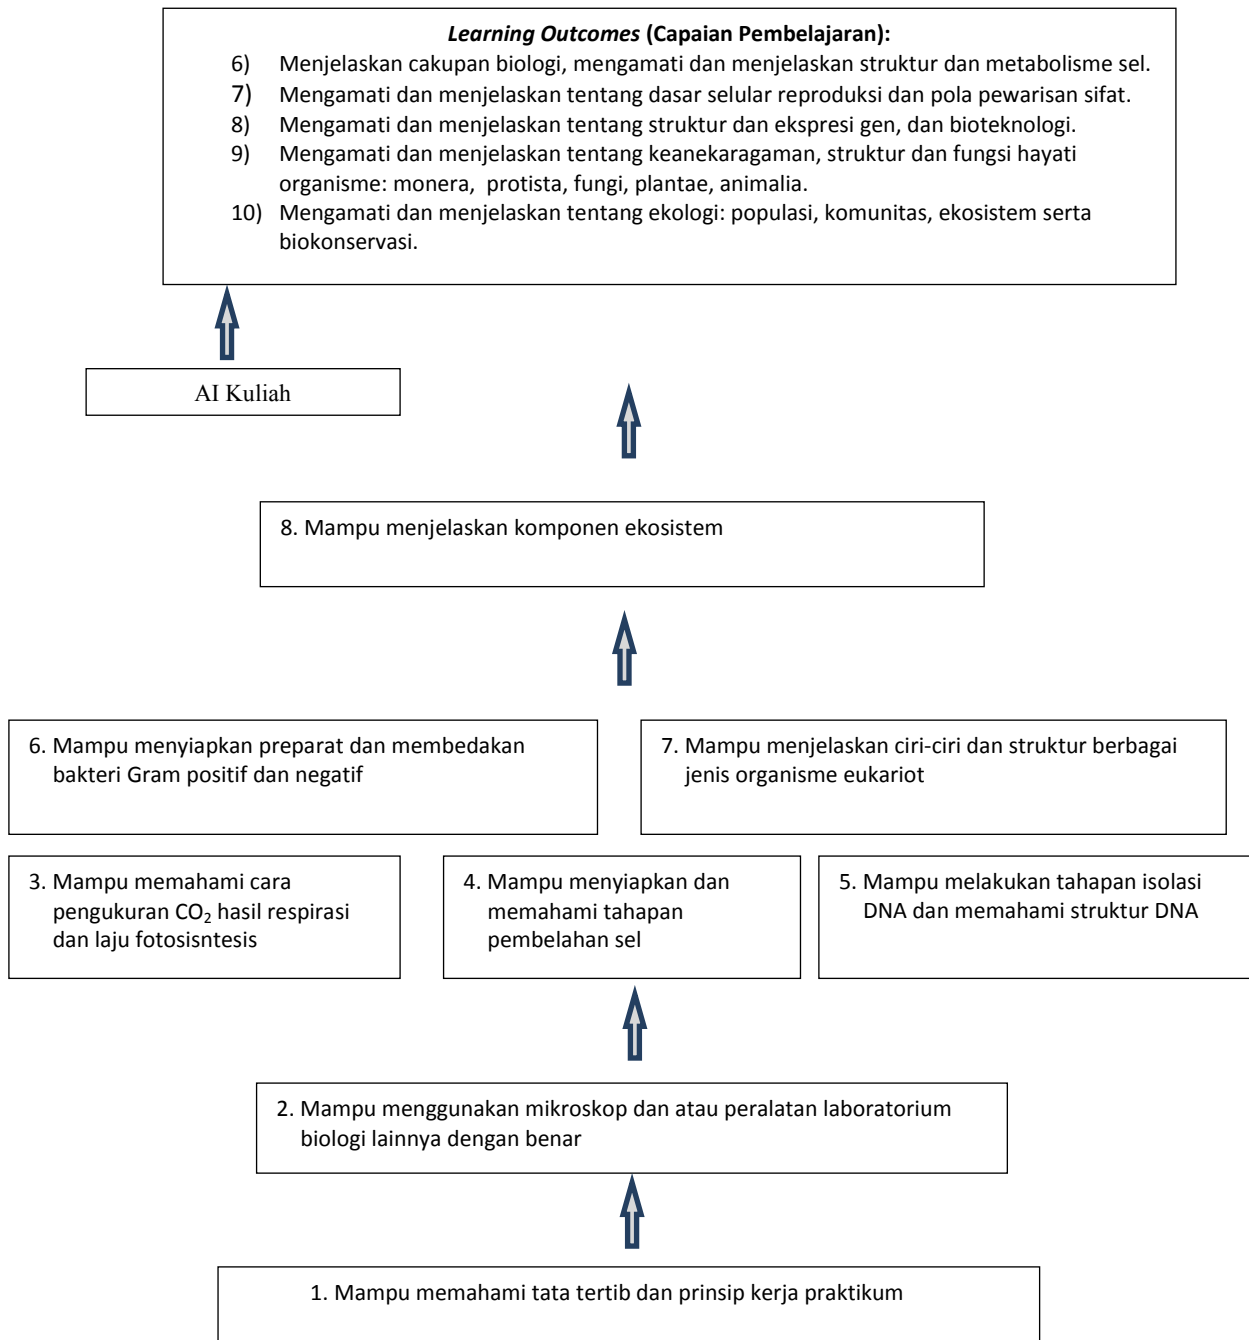 Learning Outcomes (Capaian Pembelajaran):
6) Menjelaskan cakupan biologi, mengamati dan menjelaskan struktur dan metabolisme sel.
7) Mengamati dan menjelaskan tentang dasar selular reproduksi dan pola pewarisan sifat.
8) Mengamati dan menjelaskan tentang struktur dan ekspresi gen, dan bioteknologi.
9) Mengamati dan menjelaskan tentang keanekaragaman, struktur dan fungsi hayati
organisme: monera, protista, fungi, plantae, animalia.
10) Mengamati dan menjelaskan tentang ekologi: populasi, komunitas, ekosistem serta
biokonservasi.
AI Kuliah
8. Mampu menjelaskan komponen ekosistem
6. Mampu menyiapkan preparat dan membedakan
bakteri Gram positif dan negatif
7. Mampu menjelaskan ciri-ciri dan struktur berbagai
jenis organisme eukariot
3. Mampu memahami cara
pengukuran CO₂ hasil respirasi
dan laju fotosisntesis
4. Mampu menyiapkan dan
memahami tahapan
pembelahan sel
5. Mampu melakukan tahapan isolasi
DNA dan memahami struktur DNA
2. Mampu menggunakan mikroskop dan atau peralatan laboratorium
biologi lainnya dengan benar
1. Mampu memahami tata tertib dan prinsip kerja praktikum